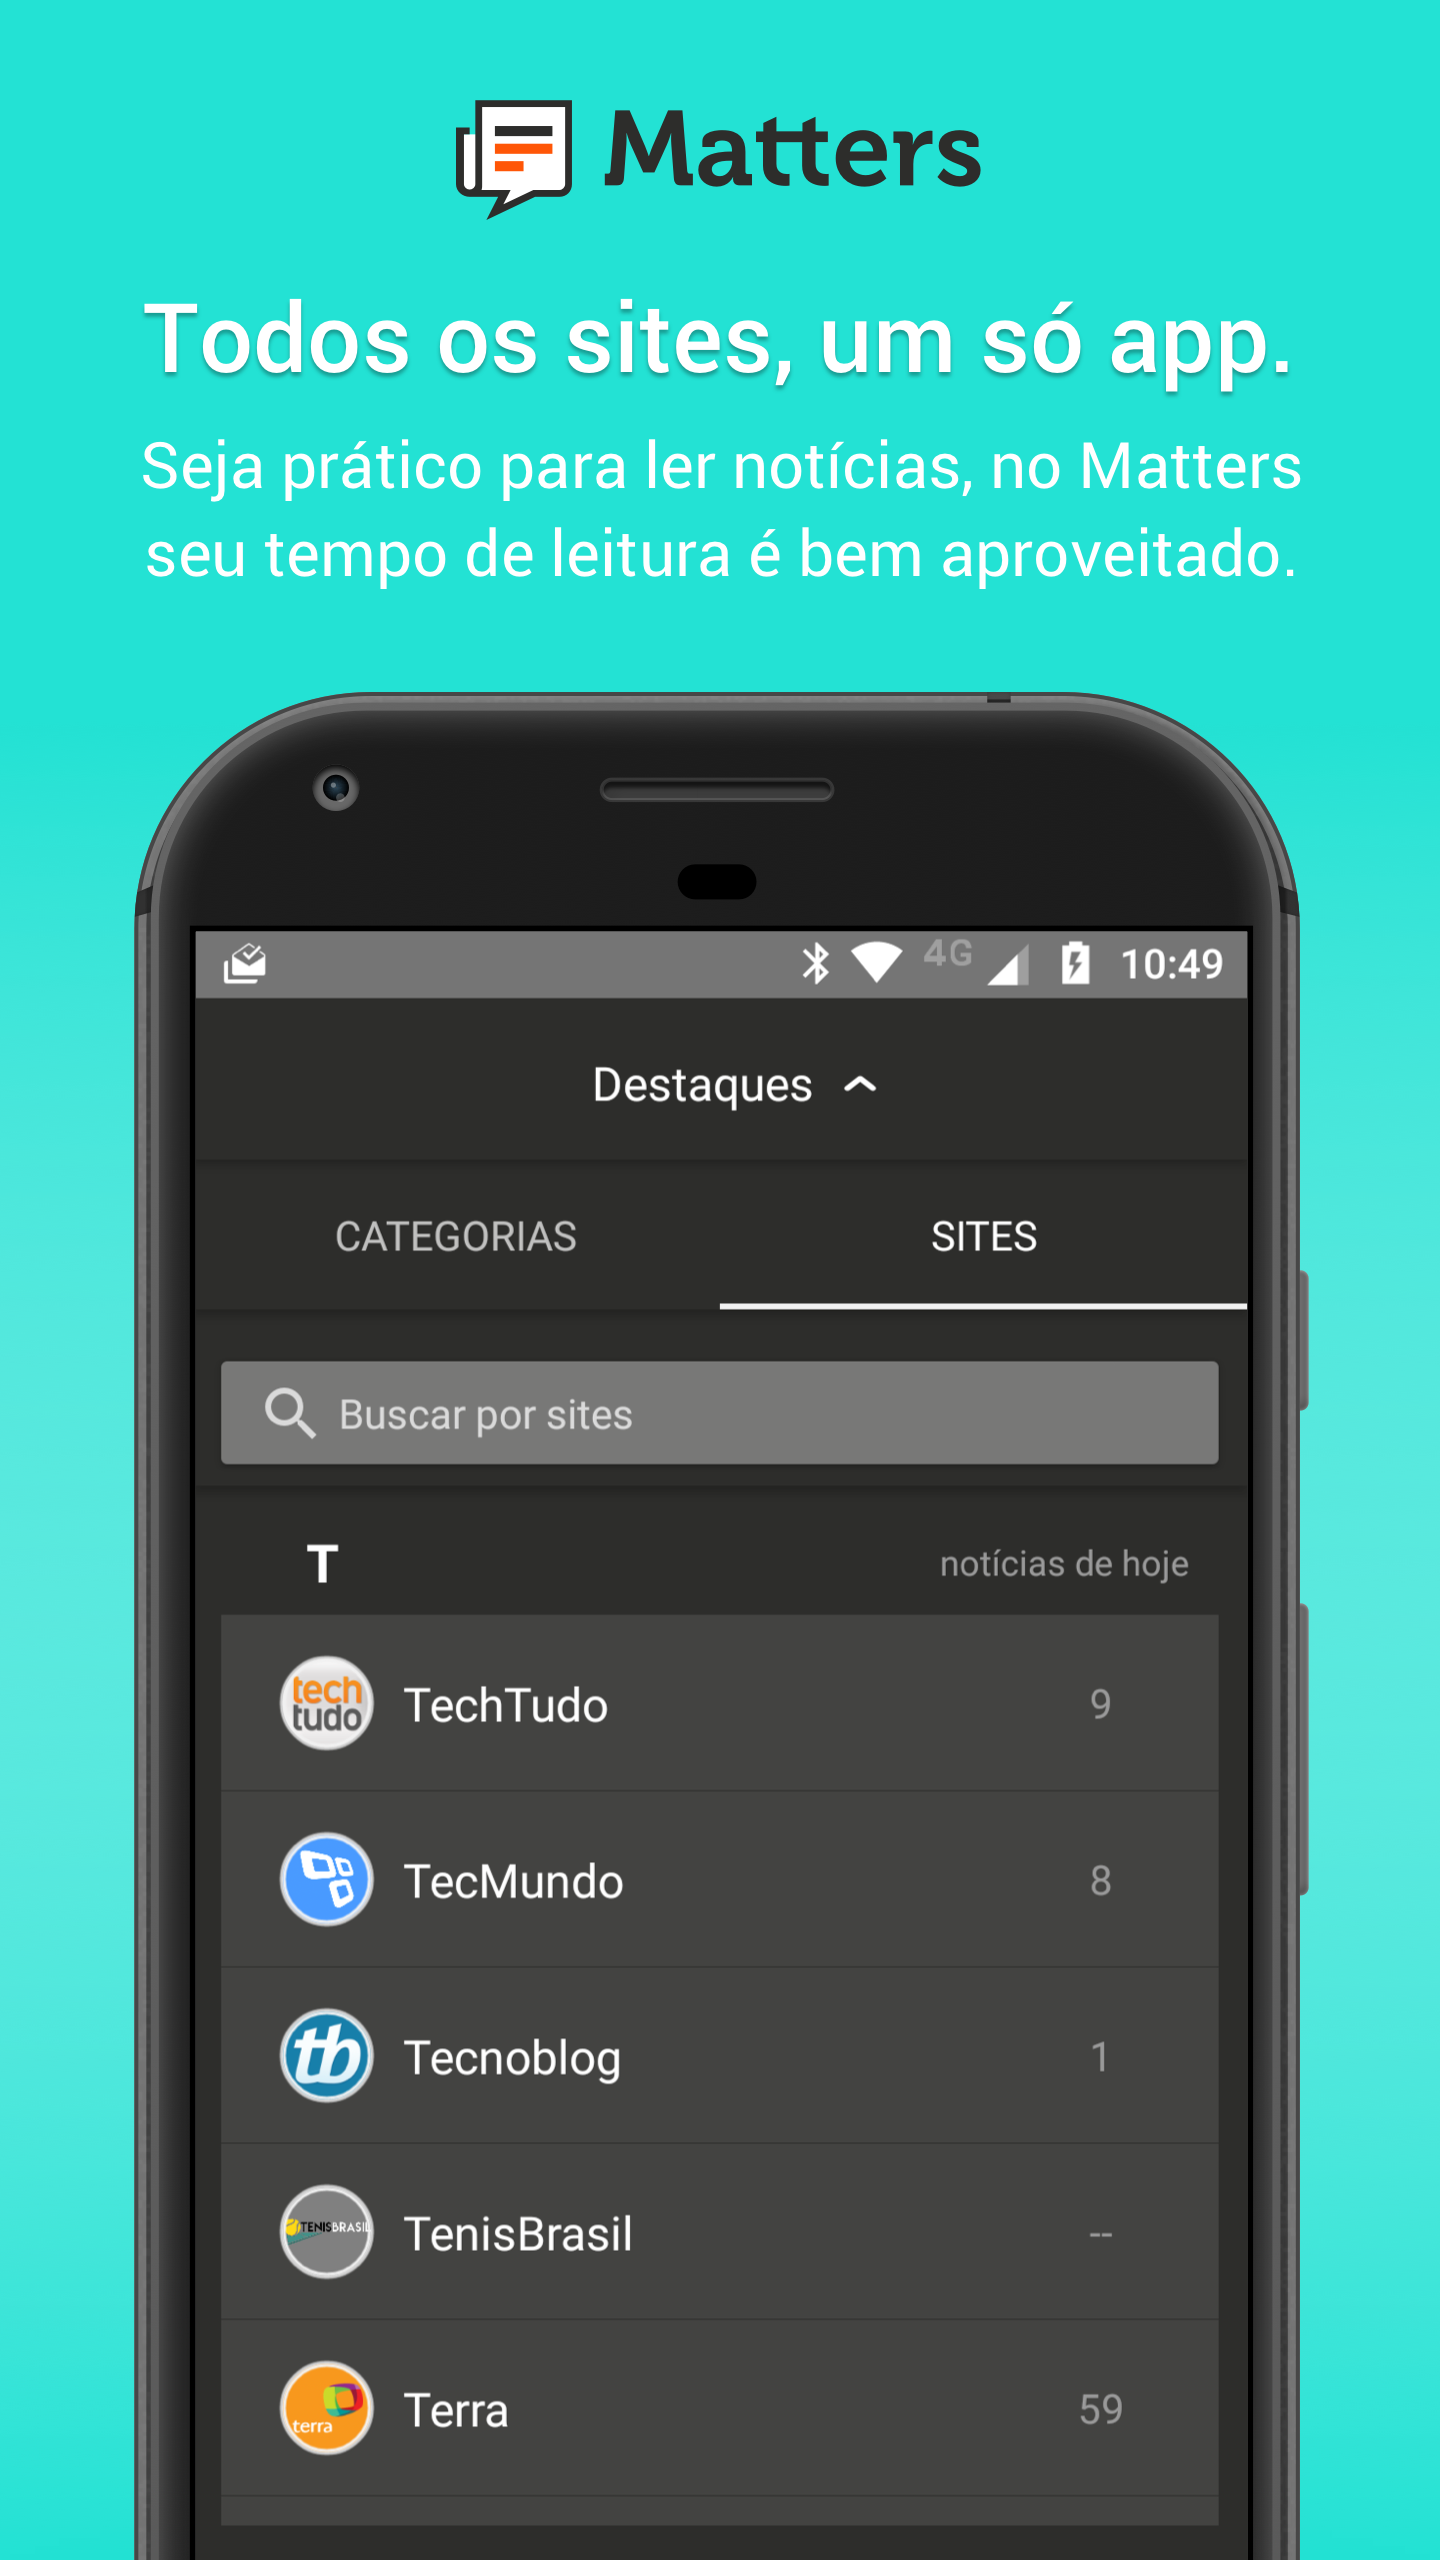 Matters
Todos os sites, um só app.
Seja prático para ler notícias, no Matters
seu tempo de leitura é bem aproveitado.
4G 10:49
Destaques
CATEGORIAS SITES
Buscar por sites
T notícias de hoje
tech
tudo
TechTudo 9
TecMundo 8
tb Tecnoblog 1
TENISBRASIL TenisBrasil --
terra Terra 59